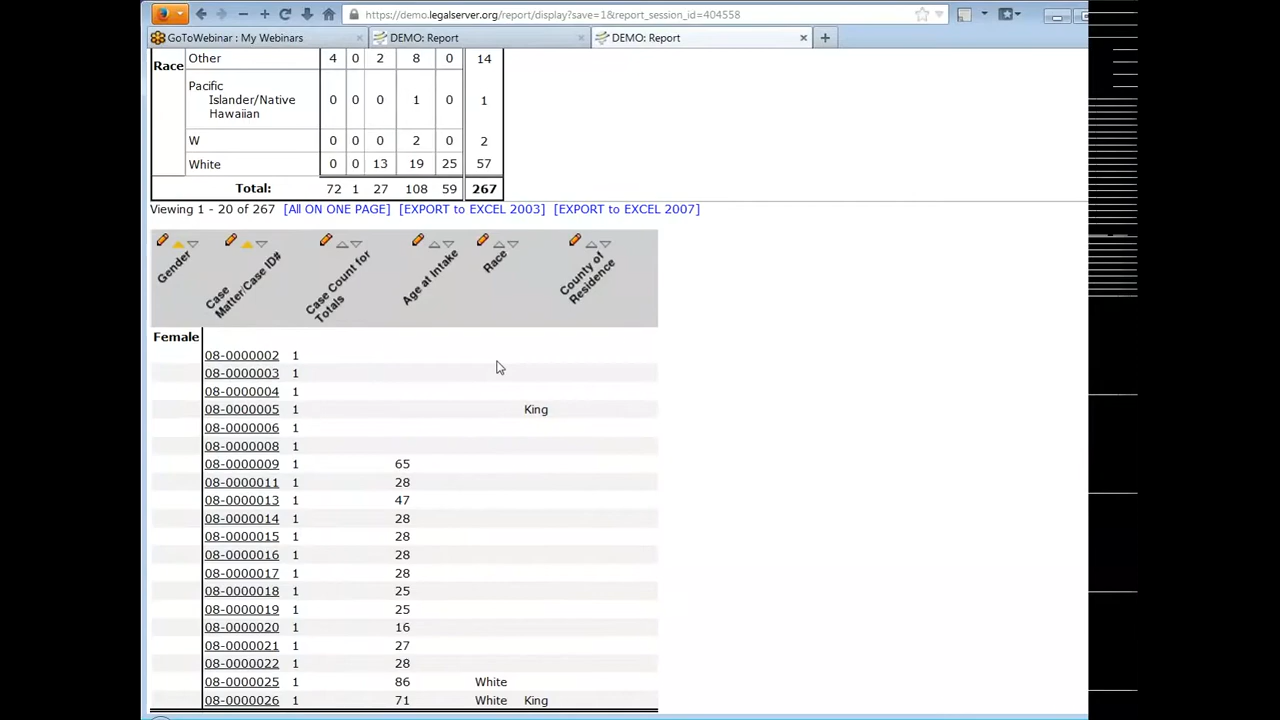 https://demo.legalserver.org/report/display?save=1&report_session_id=404558
GoToWebinar : My Webinars
DEMO: Report
DEMO: Report
Race
Other 4 0 2 8 0 14
Pacific
Islander/Native
Hawaiian
0 0 0 1 0 1
W 0 0 0 2 0 2
White 0 0 13 19 25 57
Total: 72 1 27 108 59 267
Viewing 1 - 20 of 267 [All ON ONE PAGE] [EXPORT to EXCEL 2003] [EXPORT to EXCEL 2007]
Gender
Case
Matter/Case ID#
Case Count for
Totals
Age at Intake
Race
County of
Residence
Female
08-0000002 1
08-0000003 1
08-0000004 1
08-0000005 1 King
08-0000006 1
08-0000008 1
08-0000009 1 65
08-0000011 1 28
08-0000013 1 47
08-0000014 1 28
08-0000015 1 28
08-0000016 1 28
08-0000017 1 28
08-0000018 1 25
08-0000019 1 25
08-0000020 1 16
08-0000021 1 27
08-0000022 1 28
08-0000025 1 86 White
08-0000026 1 71 White King